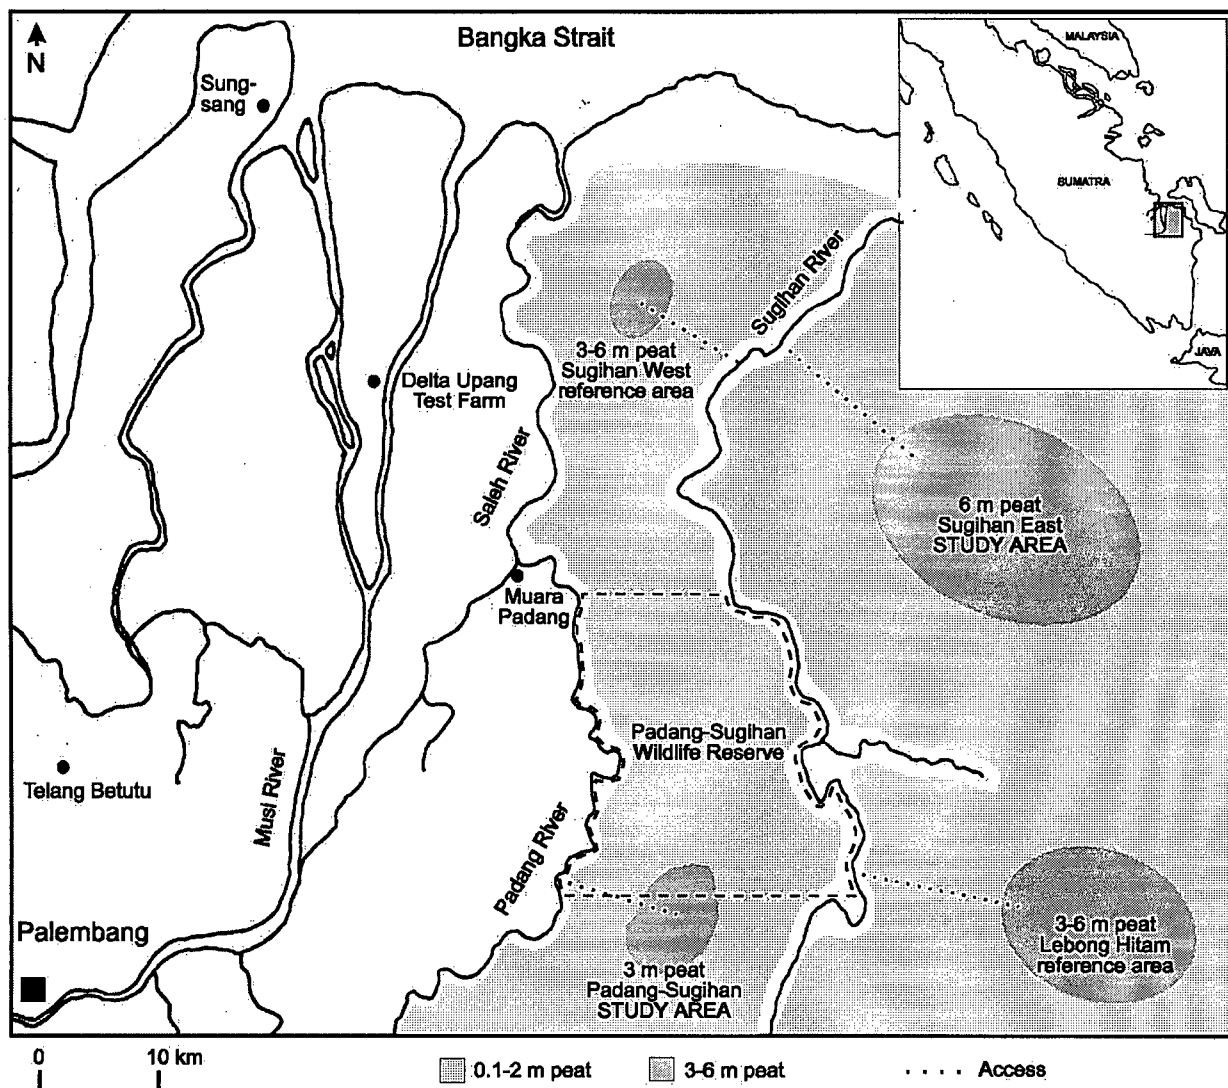 N
Bangka Strait
Sung-
sang
MALAYSIA
SUMATRA
JAVA
Sugihan River
3-6 m peat
Sugihan West
reference area
Delta Upang
Test Farm
Saleh River
6 m peat
Sugihan East
STUDY AREA
Muara
Padang
Padang-Sugihan
Wildlife Reserve
Telang Betutu
Musi River
Padang River
Palembang
3 m peat
Padang-Sugihan
STUDY AREA
3-6 m peat
Lebong Hitam
reference area
0 10 km
0.1-2 m peat
3-6 m peat
Access